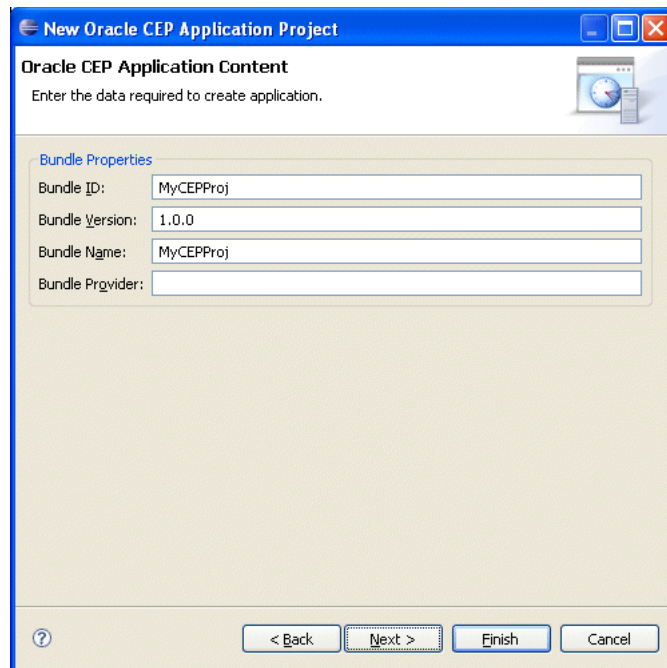 New Oracle CEP Application Project
Oracle CEP Application Content
Enter the data required to create application.
Bundle Properties
Bundle ID: MyCEPProj
Bundle Version: 1.0.0
Bundle Name: MyCEPProj
Bundle Provider:
? < Back Next > Finish Cancel